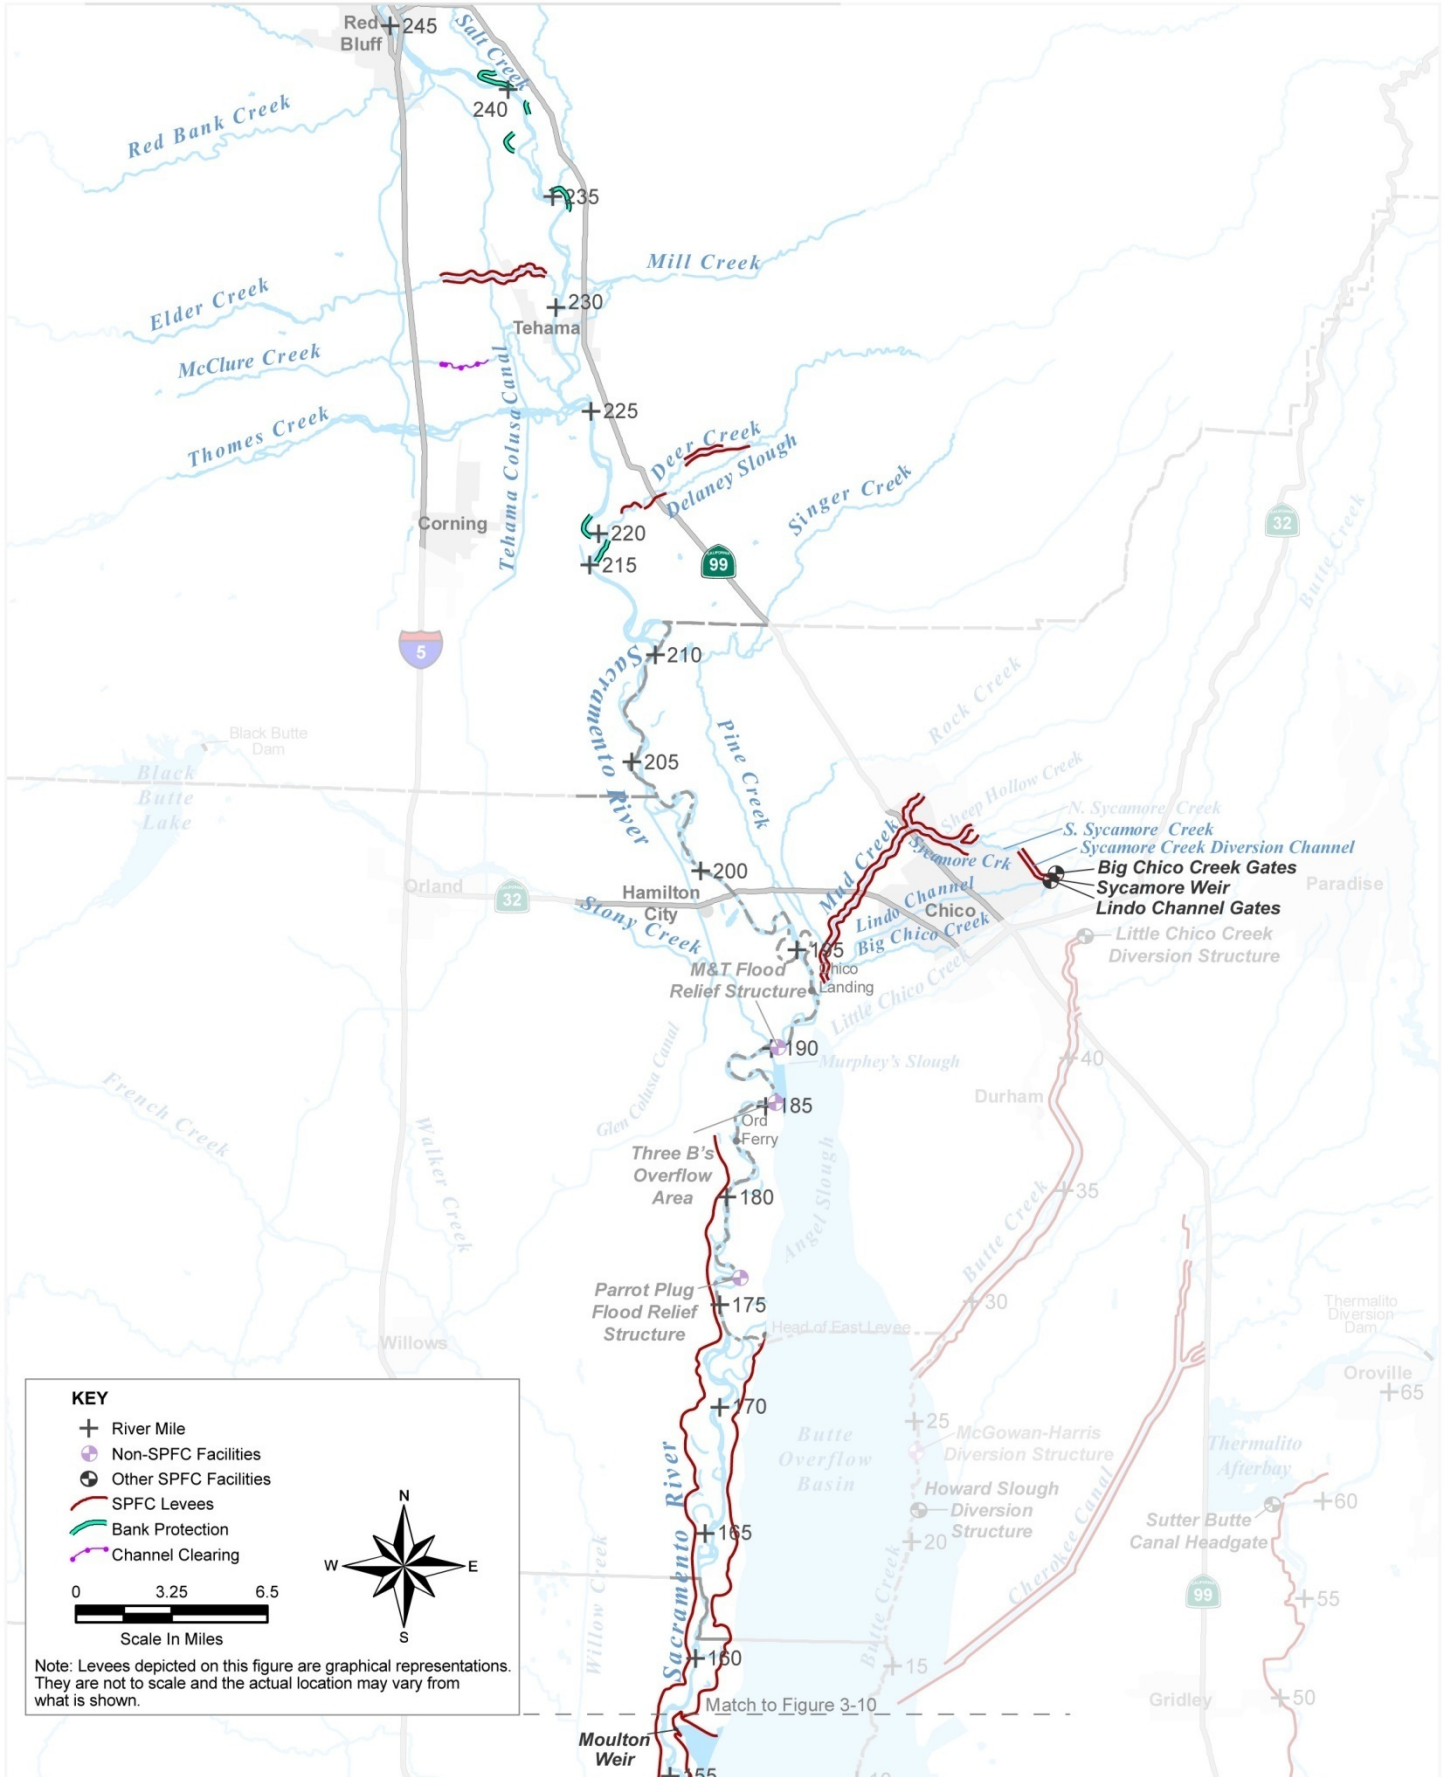 Red
Bluff
245
Salt Creek
240
Red Bank Creek
235
Mill Creek
Elder Creek
230
Tehama
McClure Creek
Tehama Colusa Canal
225
Thomes Creek
Deer Creek
Delaney Slough
Singer Creek
Corning
220
CALIFORNIA
99
215
32
Butte Creek
5
210
Sacramento River
Rock Creek
Pine Creek
Black Butte
Dam
205
Black
Butte
Lake
Sheep Hollow Creek
N. Sycamore Creek
S. Sycamore Creek
Sycamore Creek Diversion Channel
Mud Creek
Sycamore Crk
Big Chico Creek Gates
Sycamore Weir
Lindo Channel Gates
200
Orland
32
Hamilton
City
Paradise
Lindo Channel
Chico
Stony Creek
Big Chico Creek
Little Chico Creek
Diversion Structure
195
M&T Flood
Relief Structure
Chico
Landing
Little Chico Creek
190
Murphey's Slough
40
Glen Colusa Canal
French Creek
Durham
185
Ord
Ferry
Walker Creek
Three B's
Overflow
Area
Angel Slough
180
35
Butte Creek
Parrot Plug
Flood Relief
Structure
175
30
Head of East Levee
Thermalito
Diversion
Dam
Willows
Oroville
65
170
25
Butte
Overflow
Basin
McGowan-Harris
Diversion Structure
Thermalito
Afterbay
Sacramento River
Howard Slough
Diversion
Structure
Cherokee Canal
60
Sutter Butte
Canal Headgate
165
20
Willow Creek
Butte Creek
99
55
160
15
Gridley
50
Match to Figure 3-10
Moulton
Weir
155
KEY
River Mile
Non-SPFC Facilities
Other SPFC Facilities
SPFC Levees
Bank Protection
Channel Clearing
0 3.25 6.5
Scale In Miles
N
W E
S
Note: Levees depicted on this figure are graphical representations.
They are not to scale and the actual location may vary from
what is shown.